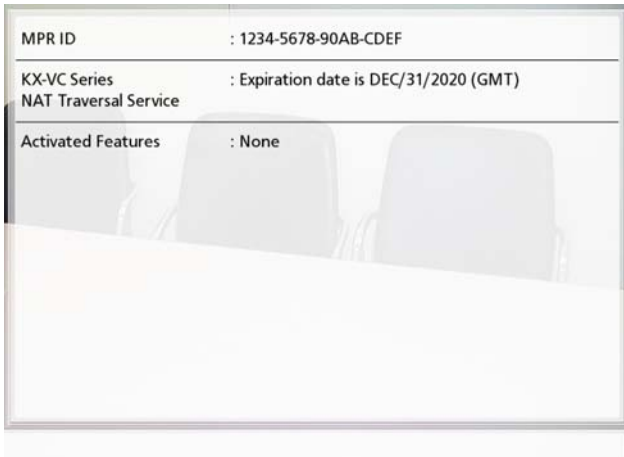 MPR ID : 1234-5678-90AB-CDEF
KX-VC Series : Expiration date is DEC/31/2020 (GMT)
NAT Traversal Service
Activated Features : None